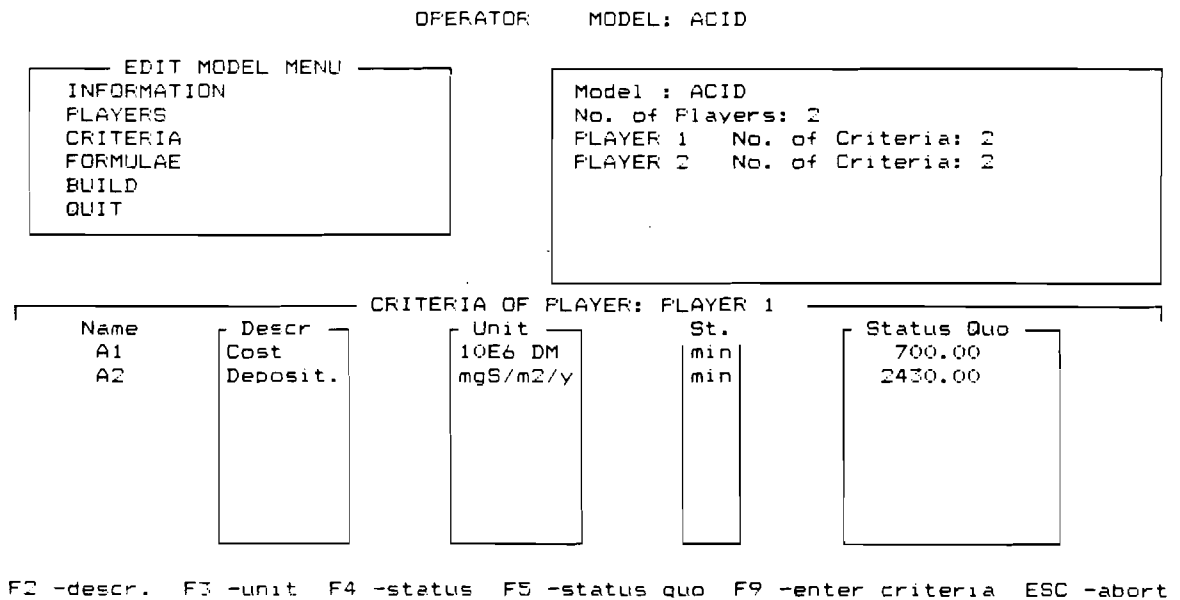 OPERATOR MODEL: ACID
EDIT MODEL MENU
INFORMATION
PLAYERS
CRITERIA
FORMULAE
BUILD
QUIT
Model : ACID
No. of Players: 2
PLAYER 1 No. of Criteria: 2
PLAYER 2 No. of Criteria: 2
CRITERIA OF PLAYER: PLAYER 1
Name Descr Unit St. Status Quo
A1 Cost 10E6 DM min 700.00
A2 Deposit. mgS/m2/y min 2430.00
F2 -descr. F3 -unit F4 -status F5 -status quo F9 -enter criteria ESC -abort